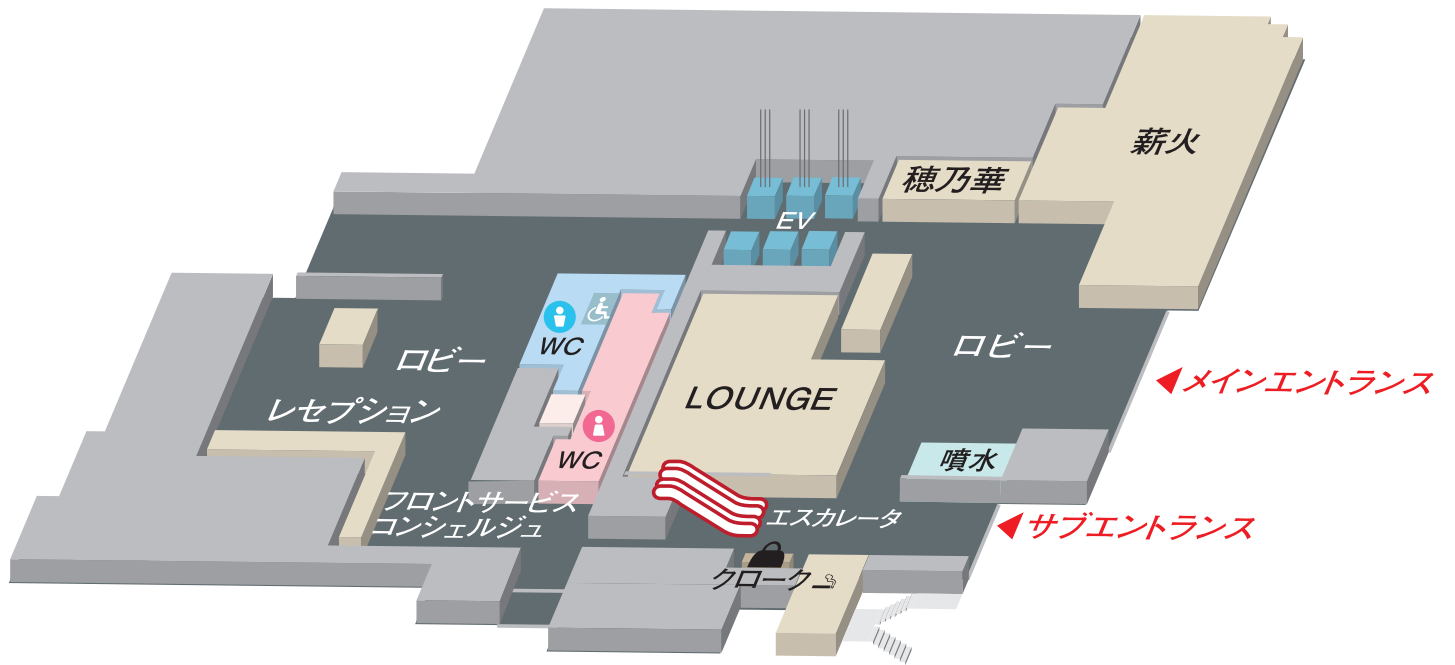 薪火
穂乃華
EV
ロビー
WC
ロビー
メインエントランス
レセプション
LOUNGE
噴水
WC
フロントサービス
コンシェルジュ
エスカレータ
サブエントランス
クローク